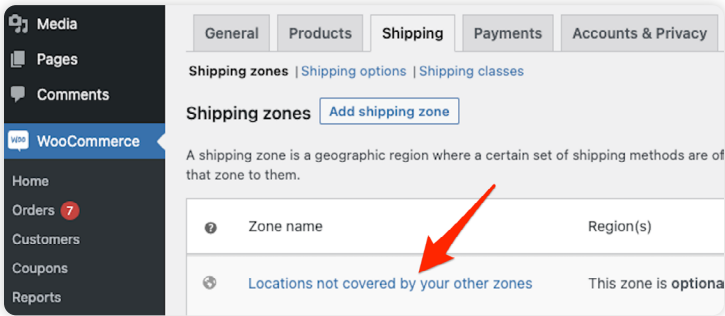 Media
Pages
Comments
WOO WooCommerce
Home
Orders 7
Customers
Coupons
Reports
General Products Shipping Payments Accounts & Privacy
Shipping zones | Shipping options | Shipping classes
Shipping zones Add shipping zone
A shipping zone is a geographic region where a certain set of shipping methods are of
that zone to them.
? Zone name Region(s)
Locations not covered by your other zones This zone is optiona